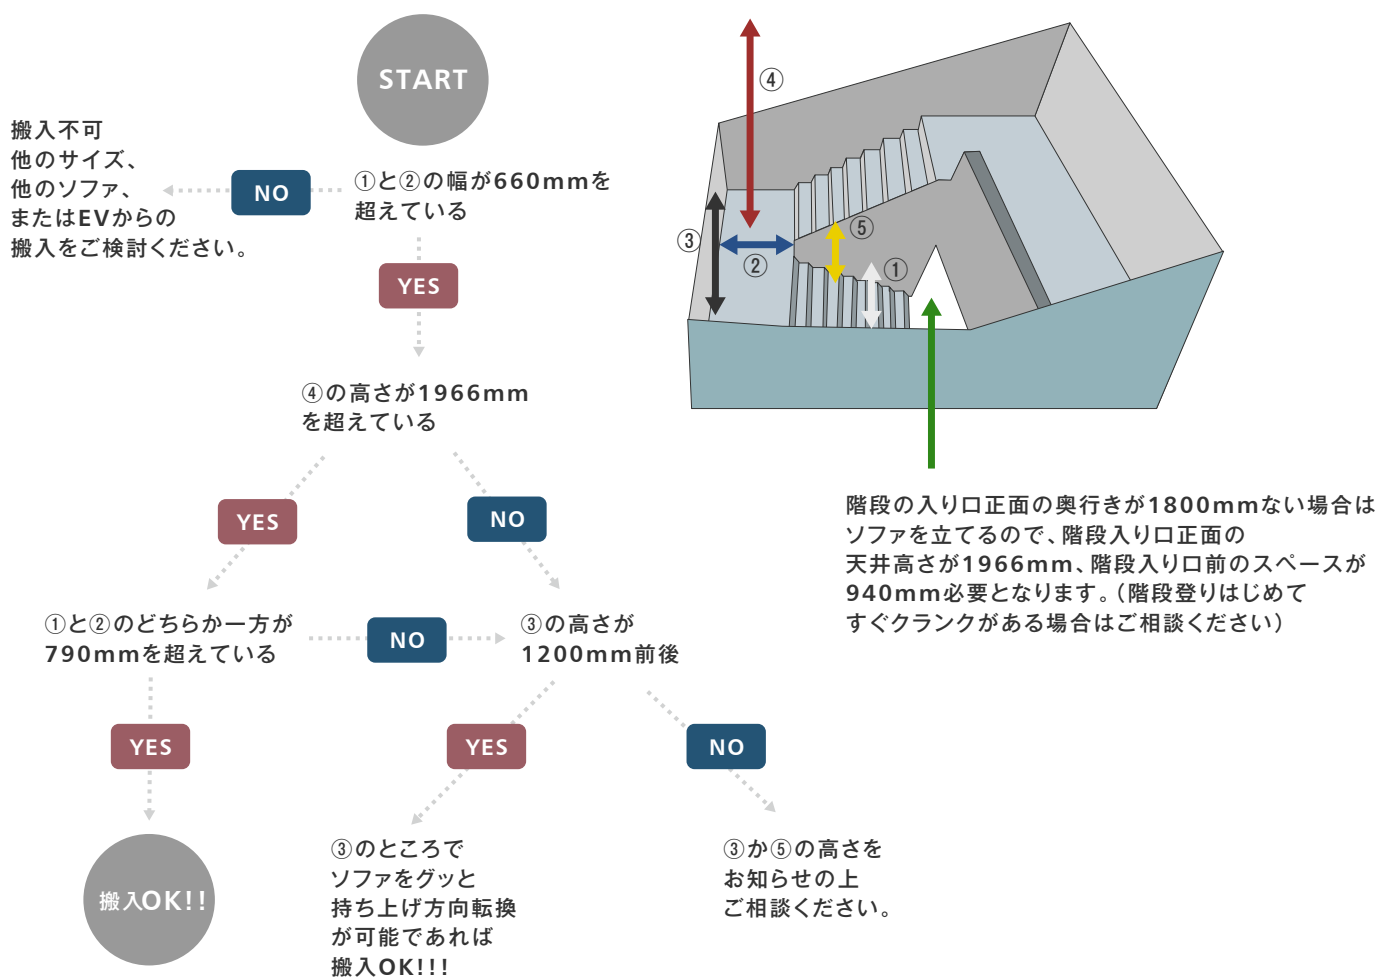 START
搬入不可
他のサイズ、
他のソファ、
またはEVからの
搬入をご検討ください。
NO
①と②の幅が660mmを
超えている
YES
④の高さが1966mm
を超えている
YES
NO
①と②のどちらか一方が
790mmを超えている
NO
③の高さが
1200mm前後
YES
YES
NO
搬入OK!!
③のところで
ソファをグッと
持ち上げ方向転換
が可能であれば
搬入OK!!!
③か⑤の高さを
お知らせの上
ご相談ください。
④
③
②
⑤
①
階段の入り口正面の奥行きが1800mmない場合は
ソファを立てるので、階段入り口正面の
天井高さが1966mm、階段入り口前のスペースが
940mm必要となります。（階段登りはじめて
すぐクランクがある場合はご相談ください）